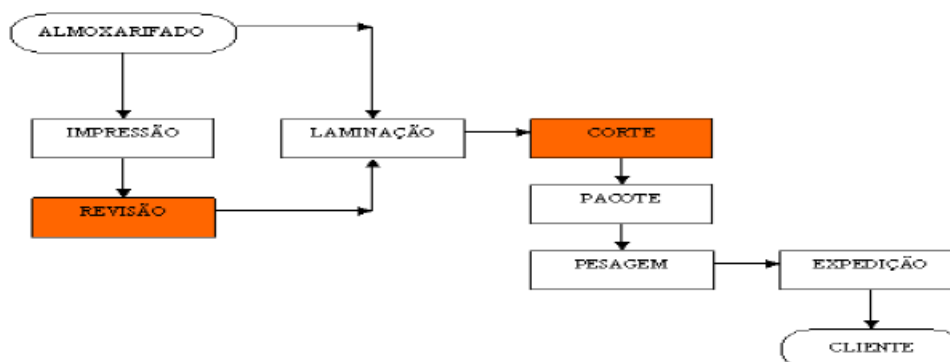 ALMOXARIFADO
IMPRESSÃO
LAMINAÇÃO
CORTE
REVISÃO
PACOTE
PESAGEM
EXPEDIÇÃO
CLIENTE